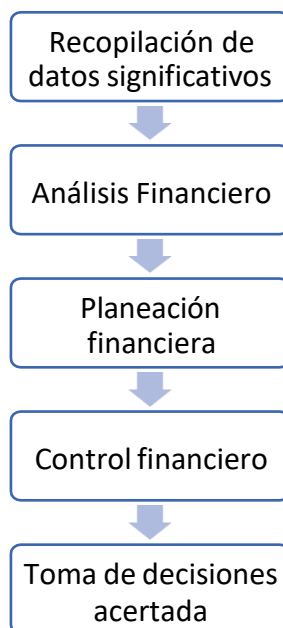 Recopilación de
datos significativos
Análisis Financiero
Planeación
financiera
Control financiero
Toma de decisiones
acertada